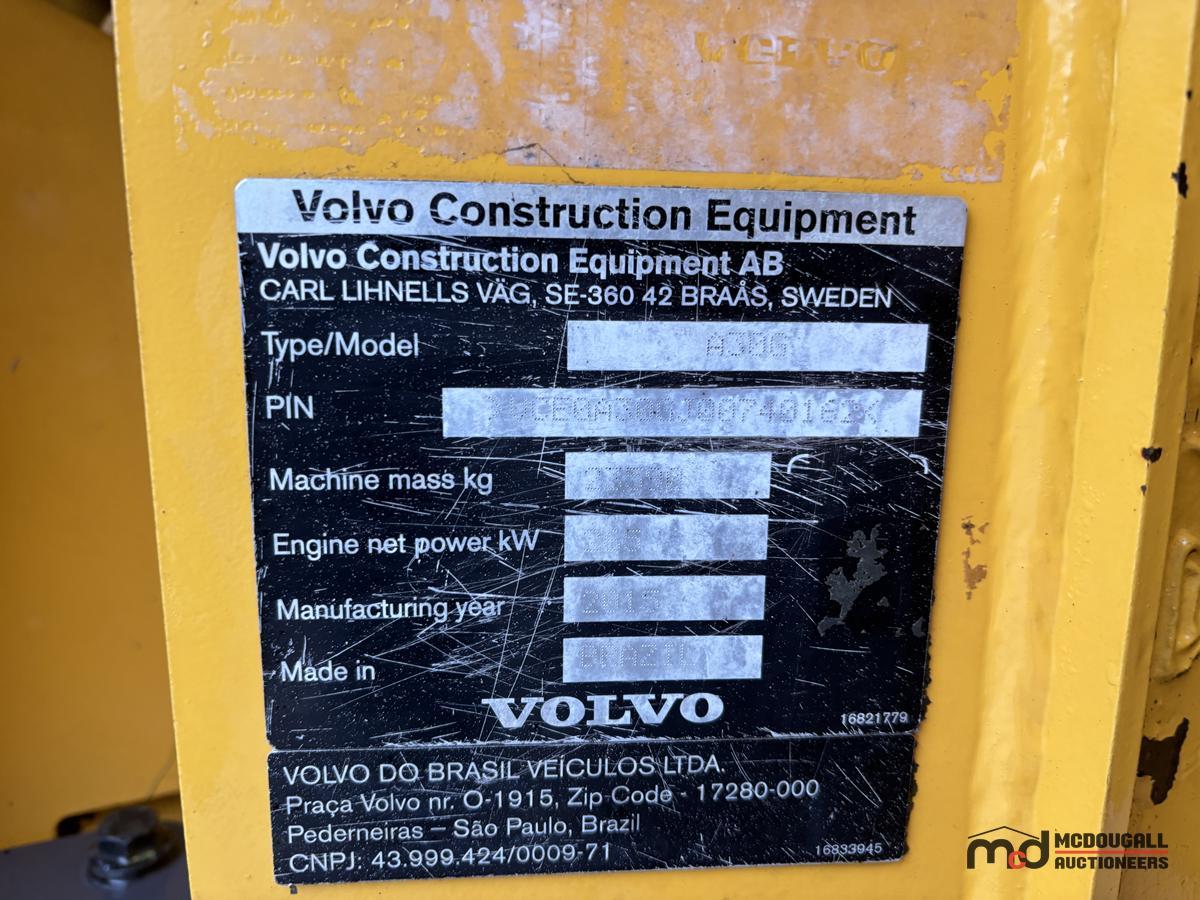 VOLVO
Volvo Construction Equipment
Volvo Construction Equipment AB
CARL LIHNELLS VÄG, SE-360 42 BRAÅS, SWEDEN
Type/Model A30G
PIN
Machine mass kg
Engine net power kW
Manufacturing year 2015
Made in BRAZIL
VOLVO
16821779
VOLVO DO BRASIL VEÍCULOS LTDA.
Praça Volvo nr. O-1915, Zip Code - 17280-000
Pederneiras – São Paulo, Brazil
CNPJ: 43.999.424/0009-71
16833945
mcd MCDOUGALL
AUCTIONEERS